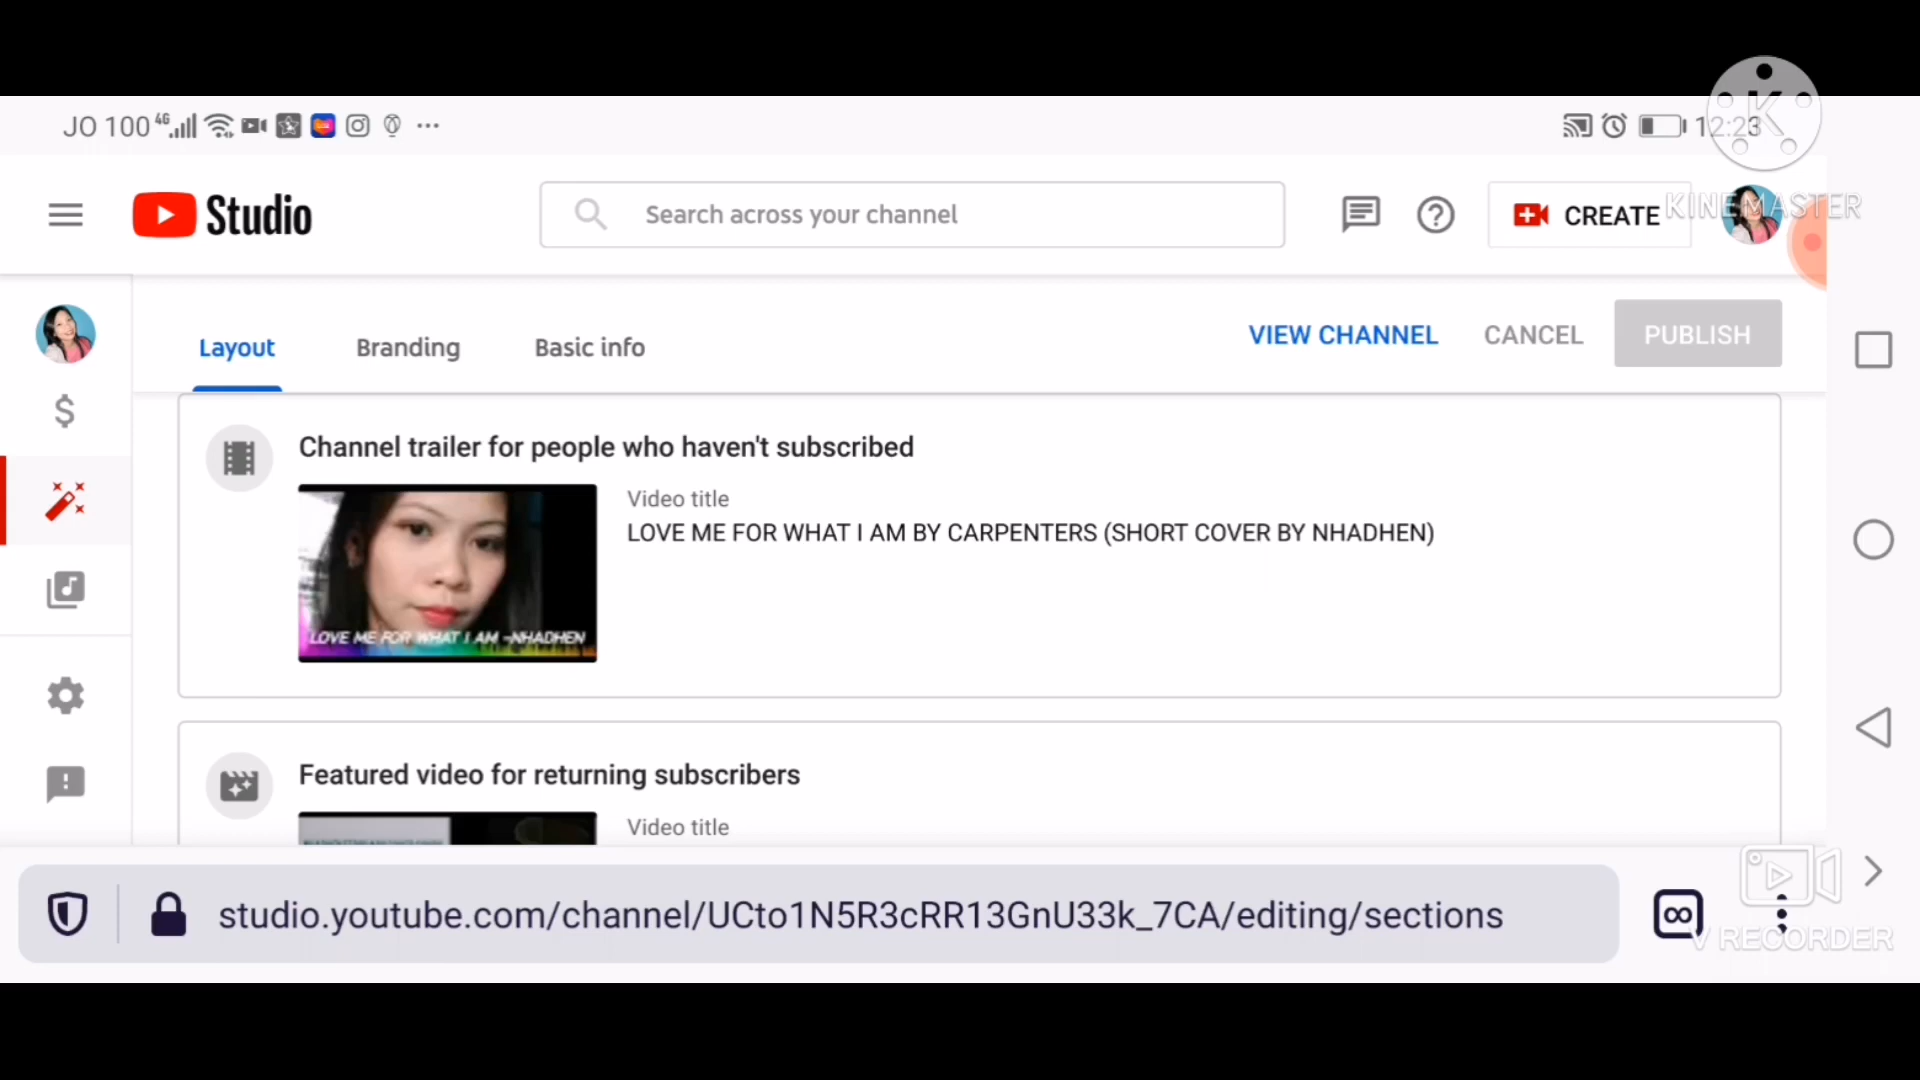 JO 100 4G 12:23
KINEMASTER
Studio
Search across your channel
CREATE
Layout
Branding
Basic info
VIEW CHANNEL
CANCEL
PUBLISH
Channel trailer for people who haven't subscribed
Video title
LOVE ME FOR WHAT I AM BY CARPENTERS (SHORT COVER BY NHADHEN)
LOVE ME FOR WHAT I AM -NHADHEN
Featured video for returning subscribers
Video title
studio.youtube.com/channel/UCto1N5R3cRR13GnU33k_7CA/editing/sections
V RECORDER